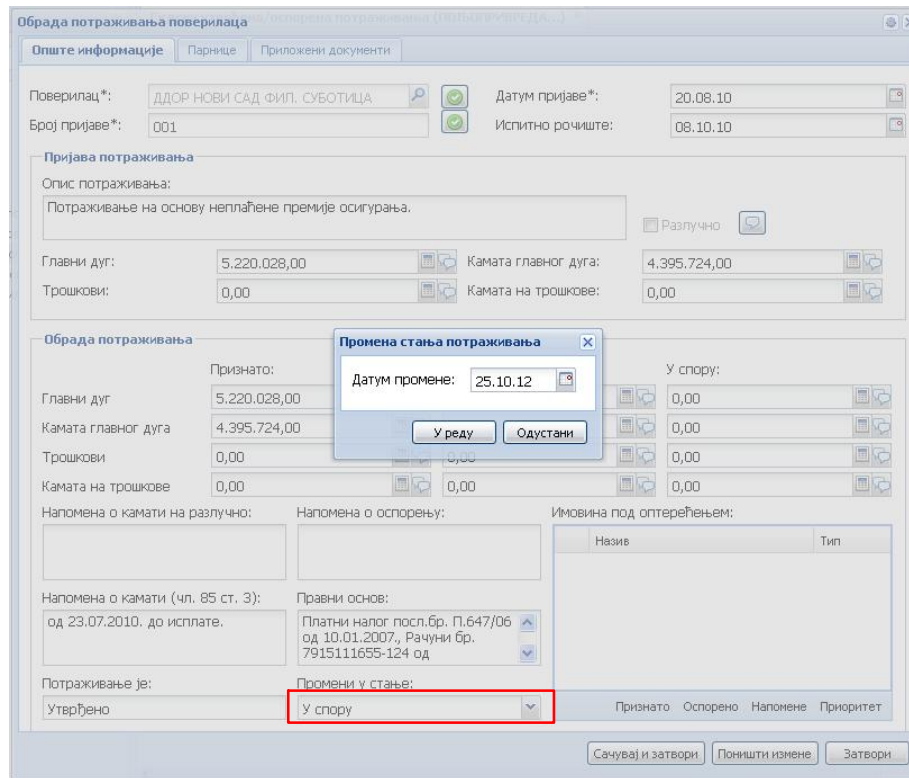 Обрада потраживања поверилаца
Опште информације Парнице Приложени документи
Поверилац*: ДДОР НОВИ САД ФИЛ. СУБОТИЦА Датум пријаве*: 20.08.10
Број пријаве*: 001 Испитно рочиште: 08.10.10
Пријава потраживања
Опис потраживања:
Потраживање на основу неплаћене премије осигурања.
Разлучно
Главни дуг: 5.220.028,00 Камата главног дуга: 4.395.724,00
Трошкови: 0,00 Камата на трошкове: 0,00
Обрада потраживања
Промена стања потраживања
Датум промене: 25.10.12
У реду Одустани
Признато: У спору:
Главни дуг 5.220.028,00 0,00
Камата главног дуга 4.395.724,00 0,00
Трошкови 0,00 0,00 0,00
Камата на трошкове 0,00 0,00 0,00
Напомена о камати на разлучно: Напомена о оспорењу: Имовина под оптерећењем:
Назив Тип
Напомена о камати (чл. 85 ст. 3): Правни основ:
од 23.07.2010. до исплате.
Платни налог посл.бр. П.647/06
од 10.01.2007., Рачуни бр.
7915111655-124 од
Потраживање је: Промени у стање:
Утврђено У спору
Признато Оспорено Напомене Приоритет
Сачувај и затвори Поништи измене Затвори